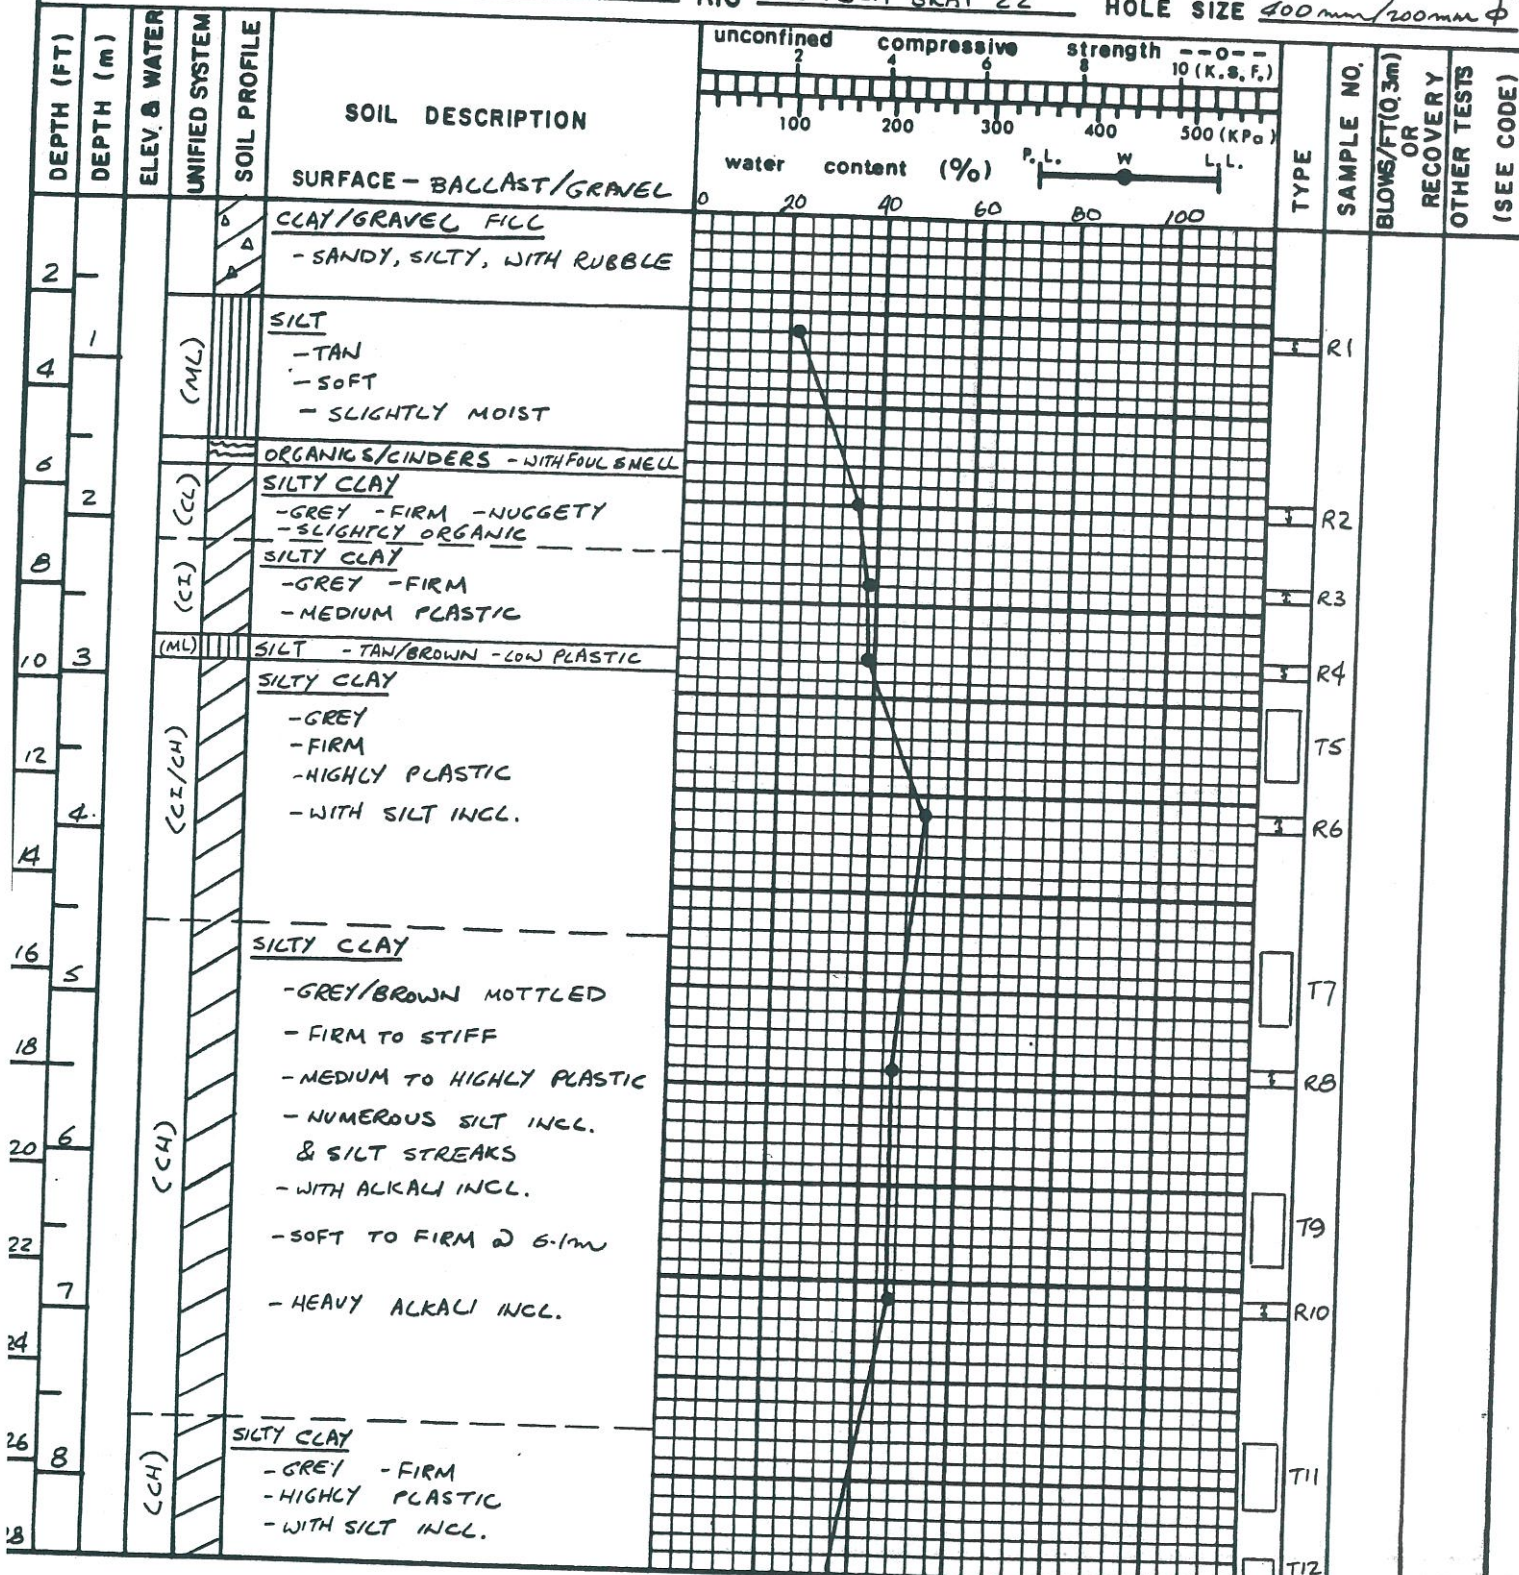 HOLE SIZE 400mm/200mm ϕ
DEPTH (FT)
DEPTH (m)
ELEV. & WATER
UNIFIED SYSTEM
SOIL PROFILE
SOIL DESCRIPTION
SURFACE - BALLAST/GRAVEL
unconfined compressive strength --o--
2 4 6 8 10 (K.S.F.)
100 200 300 400 500 (KPa)
water content (%) P.L. W L.L.
0 20 40 60 80 100
TYPE
SAMPLE NO.
BLOWS/FT(0.3m)
OR
RECOVERY
OTHER TESTS
(SEE CODE)
CLAY/GRAVEL FILL
- SANDY, SILTY, WITH RUBBLE
2
(ML)
SILT
1
R1
- TAN
4
- SOFT
- SLIGHTLY MOIST
ORGANICS/CINDERS - WITH FOUL SMELL
6
(CL)
SILTY CLAY
2
- GREY - FIRM - NUGGETY
R2
- SLIGHTLY ORGANIC
SILTY CLAY
8
(CI)
- GREY - FIRM
R3
- MEDIUM PLASTIC
10 3
(ML)
SILT - TAN/BROWN - LOW PLASTIC
R4
SILTY CLAY
- GREY
(CI/CH)
- FIRM
T5
12
- HIGHLY PLASTIC
4.
- WITH SILT INCL.
R6
14
SILTY CLAY
16
5
- GREY/BROWN MOTTLED
T7
- FIRM TO STIFF
18
- MEDIUM TO HIGHLY PLASTIC
R8
- NUMEROUS SILT INCL.
20 6
(CH)
& SILT STREAKS
- WITH ALKALI INCL.
T9
- SOFT TO FIRM @ 6.1m
22
7
- HEAVY ALKALI INCL.
R10
24
SILTY CLAY
26
8
(CH)
- GREY - FIRM
T11
- HIGHLY PLASTIC
- WITH SILT INCL.
T12